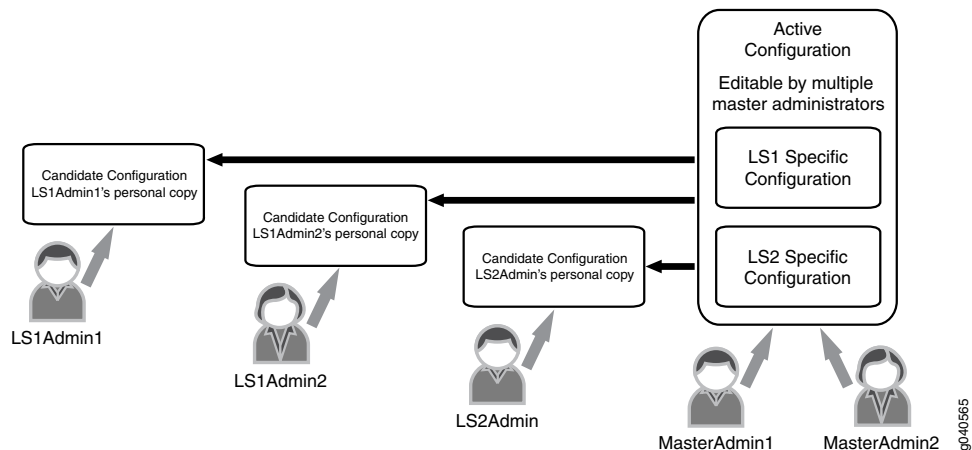 Active
Configuration
Editable by multiple
master administrators
LS1 Specific
Configuration
LS2 Specific
Configuration
Candidate Configuration
LS1Admin1's personal copy
Candidate Configuration
LS1Admin2's personal copy
Candidate Configuration
LS2Admin's personal copy
LS1Admin1
LS1Admin2
LS2Admin
MasterAdmin1
MasterAdmin2
g040565